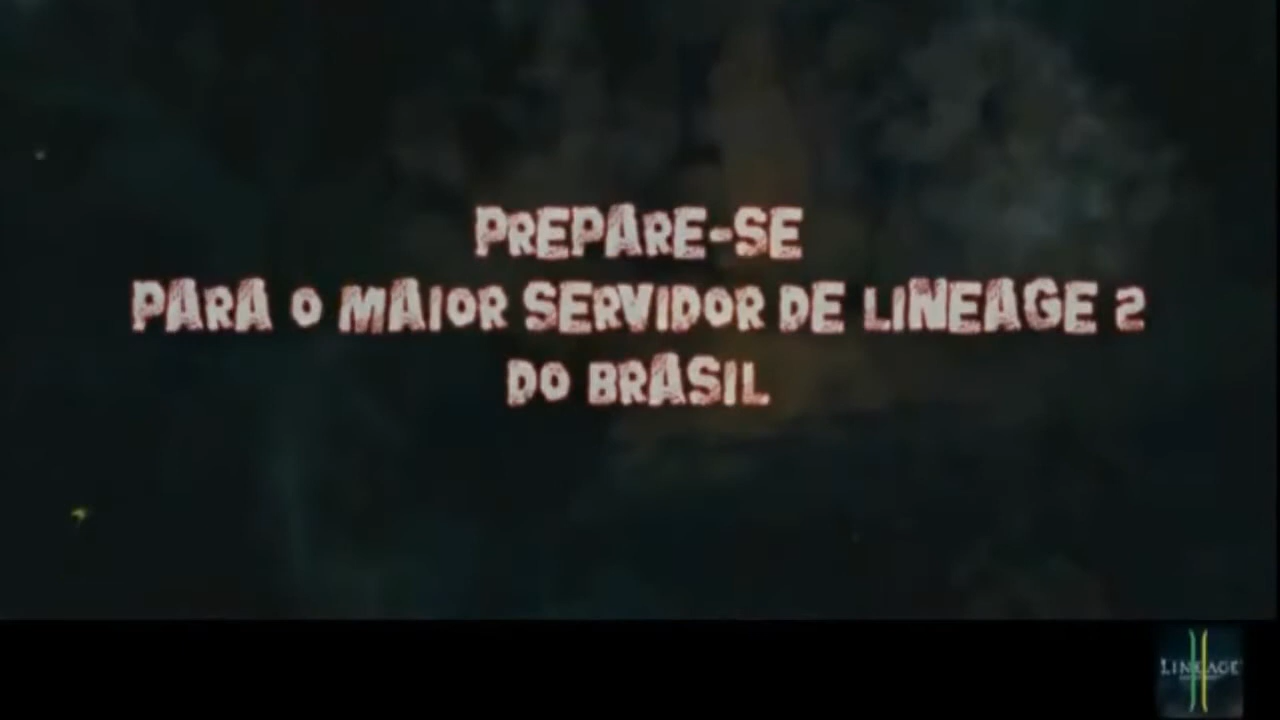 PREPARE-SE
PARA O MAIOR SERVIDOR DE LINEAGE 2
DO BRASIL
LINEAGE